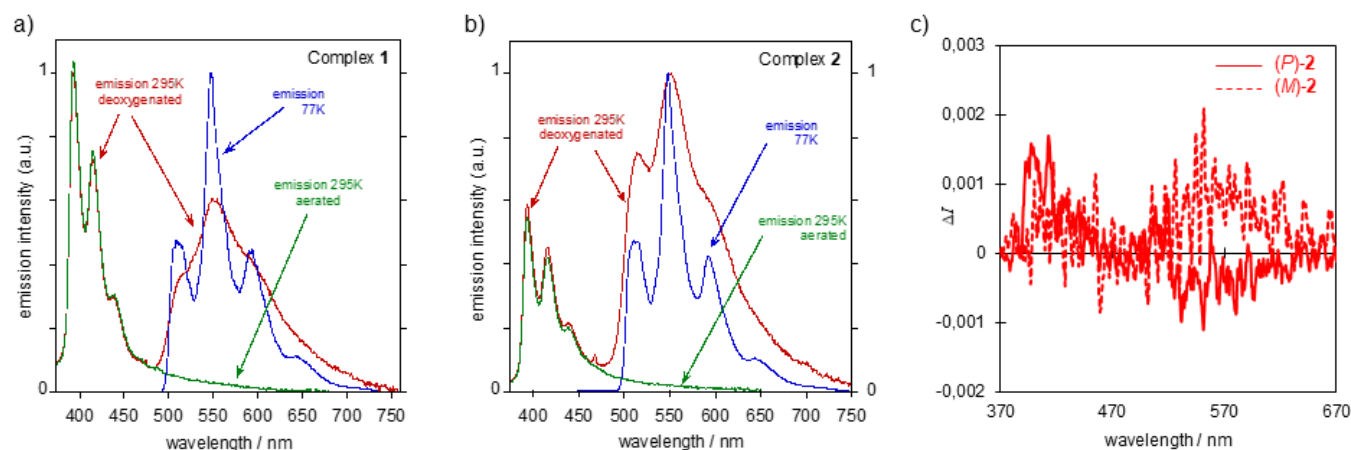 a)
Complex 1
emission 295K
deoxygenated
emission
77K
emission 295K
aerated
emission intensity (a.u.)
1
0
400 450 500 550 600 650 700 750
wavelength / nm
b)
Complex 2
emission 295K
deoxygenated
emission
77K
emission 295K
aerated
emission intensity (a.u.)
1
0
1
0
400 450 500 550 600 650 700 750
wavelength / nm
c)
(P)-2
(M)-2
ΔI
0,003
0,002
0,001
0
-0,001
-0,002
370 470 570 670
wavelength / nm